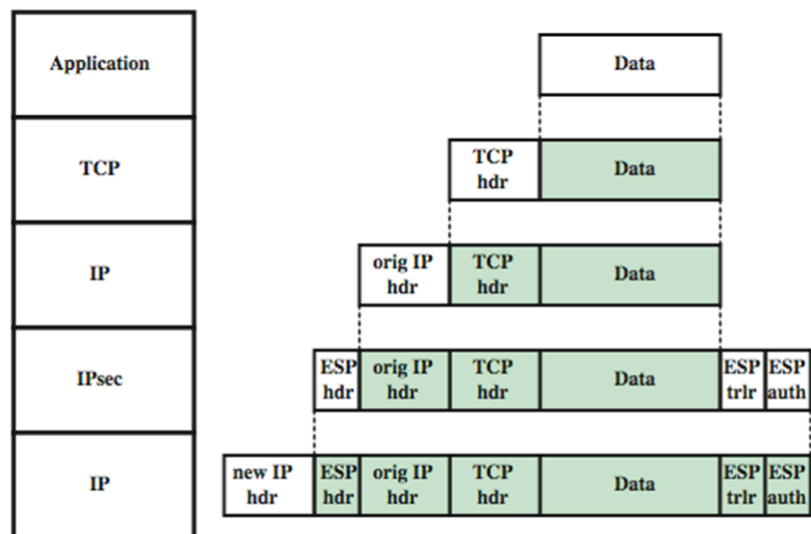 Application
Data
TCP
TCP
hdr
Data
IP
orig IP
hdr
TCP
hdr
Data
IPsec
ESP
hdr
orig IP
hdr
TCP
hdr
Data
ESP
trlr
ESP
auth
IP
new IP
hdr
ESP
hdr
orig IP
hdr
TCP
hdr
Data
ESP
trlr
ESP
auth